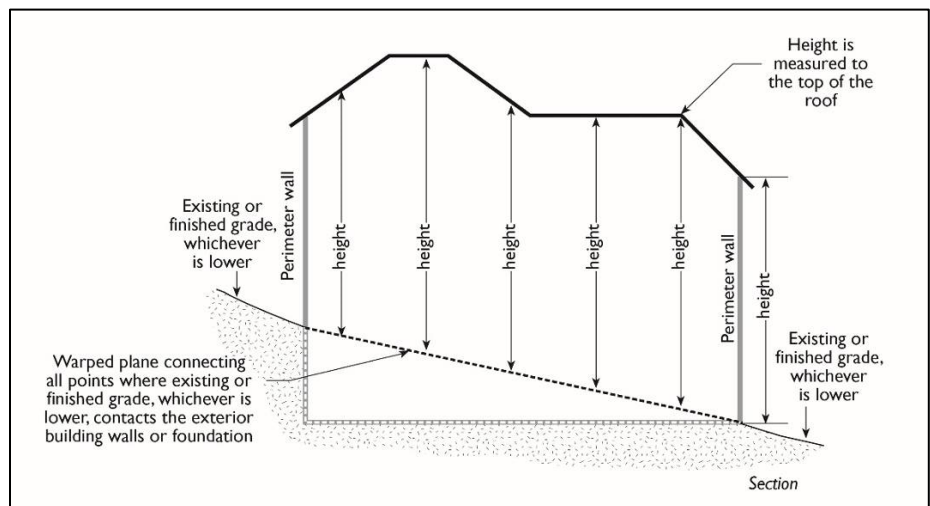 Height is
measured to
the top of the
roof
Existing or
finished grade,
whichever
is lower
Perimeter wall
height
height
height
height
height
Perimeter wall
height
Warped plane connecting
all points where existing or
finished grade, whichever is
lower, contacts the exterior
building walls or foundation
Existing or
finished grade,
whichever
is lower
Section